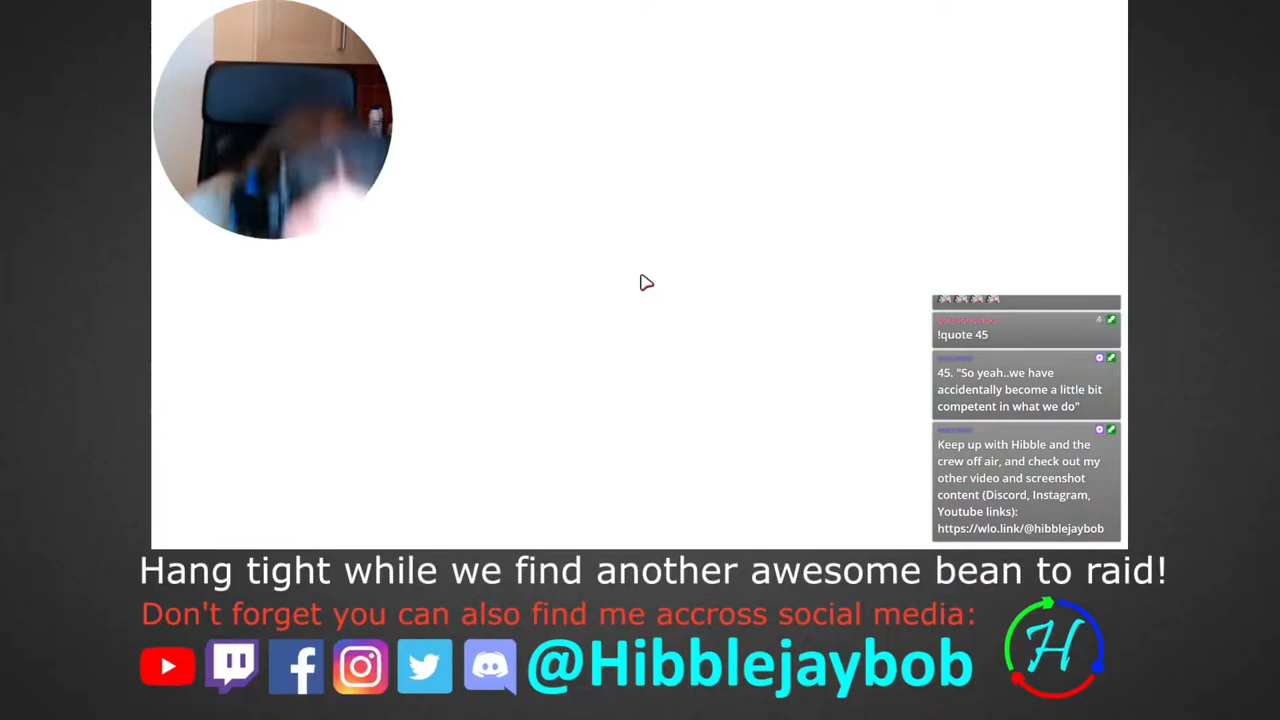 !quote 45
45. "So yeah..we have
accidentally become a little bit
competent in what we do"
Keep up with Hibble and the
crew off air, and check out my
other video and screenshot
content (Discord, Instagram,
Youtube links):
https://wlo.link/@hibblejaybob
Hang tight while we find another awesome bean to raid!
Don't forget you can also find me accross social media:
@Hibblejaybob
H